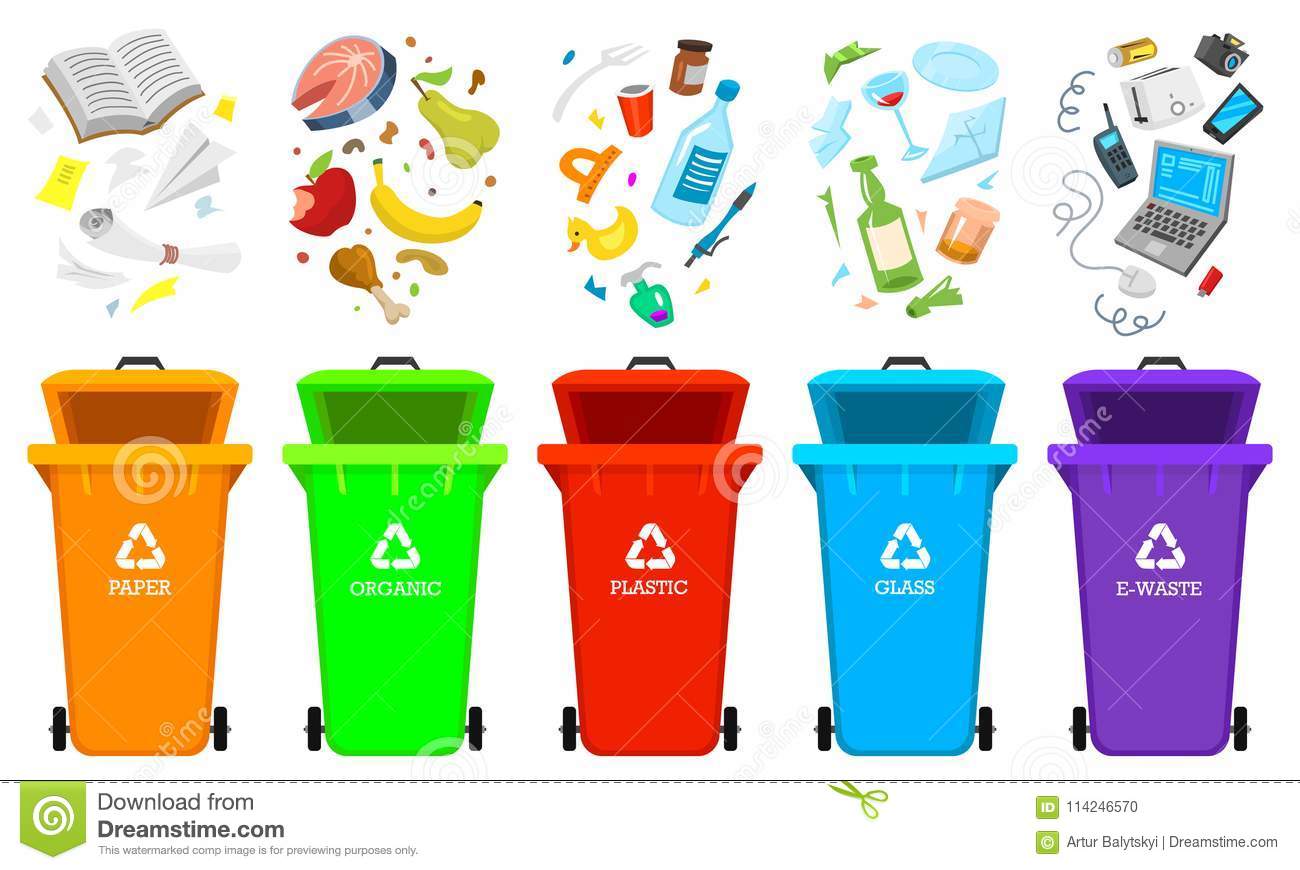 PAPER
ORGANIC
PLASTIC
GLASS
E-WASTE
Download from
Dreamstime.com
This watermarked comp image is for previewing purposes only.
ID 114246570
© Artur Balytskyi | Dreamstime.com